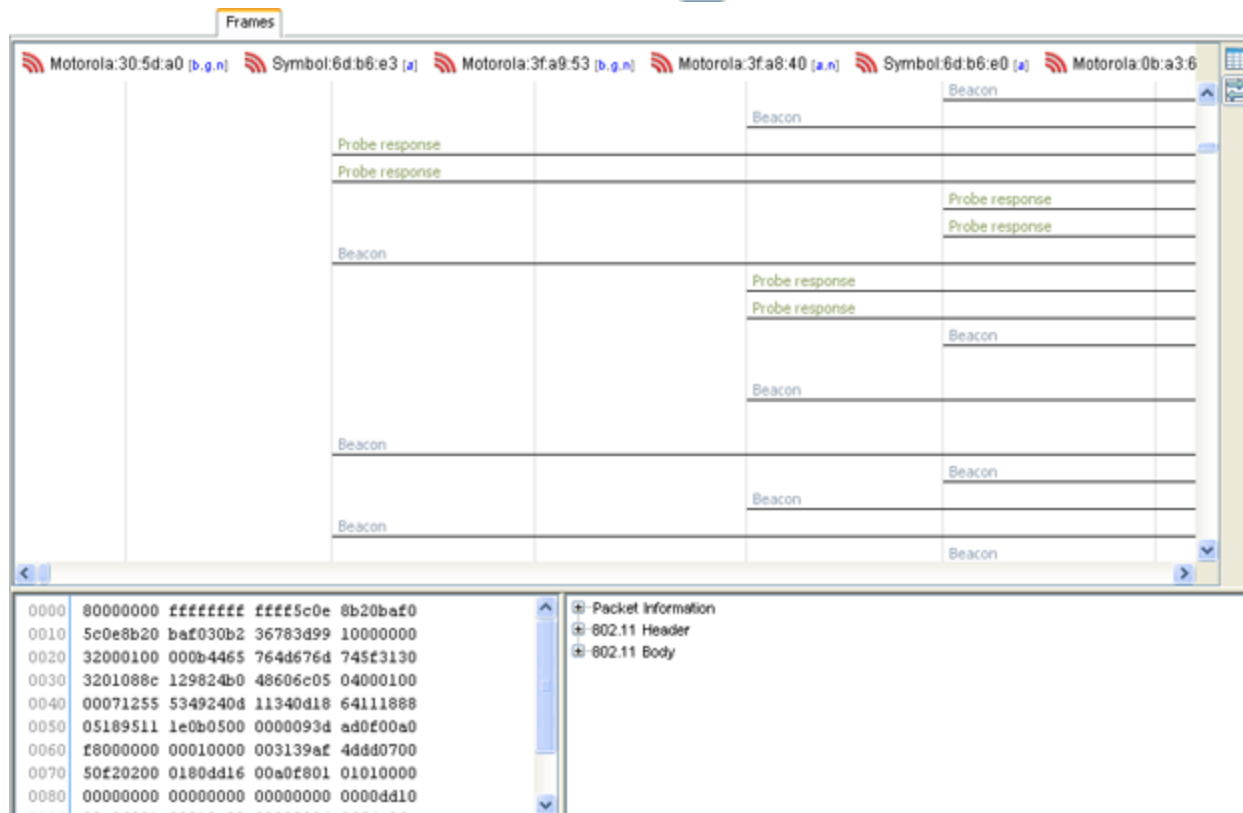 Frames
Motorola:30:5d:a0 [b,g,n] Symbol:6d:b6:e3 [a] Motorola:3f:a9:53 [b,g,n] Motorola:3f:a8:40 [a,n] Symbol:6d:b6:e0 [a] Motorola:0b:a3:6
Beacon
Beacon
Probe response
Probe response
Probe response
Probe response
Beacon
Probe response
Probe response
Beacon
Beacon
Beacon
Beacon
Beacon
Beacon
Beacon
0000 80000000 ffffffff ffff5c0e 8b20baf0
0010 5c0e8b20 baf030b2 36783d99 10000000
0020 32000100 000b4465 764d676d 745f3130
0030 3201088c 129824b0 48606c05 04000100
0040 00071255 5349240d 11340d18 64111888
0050 05189511 1e0b0500 0000093d ad0f00a0
0060 f8000000 00010000 003139af 4ddd0700
0070 50f20200 0180dd16 00a0f801 01010000
0080 00000000 00000000 00000000 0000dd10
Packet Information
802.11 Header
802.11 Body